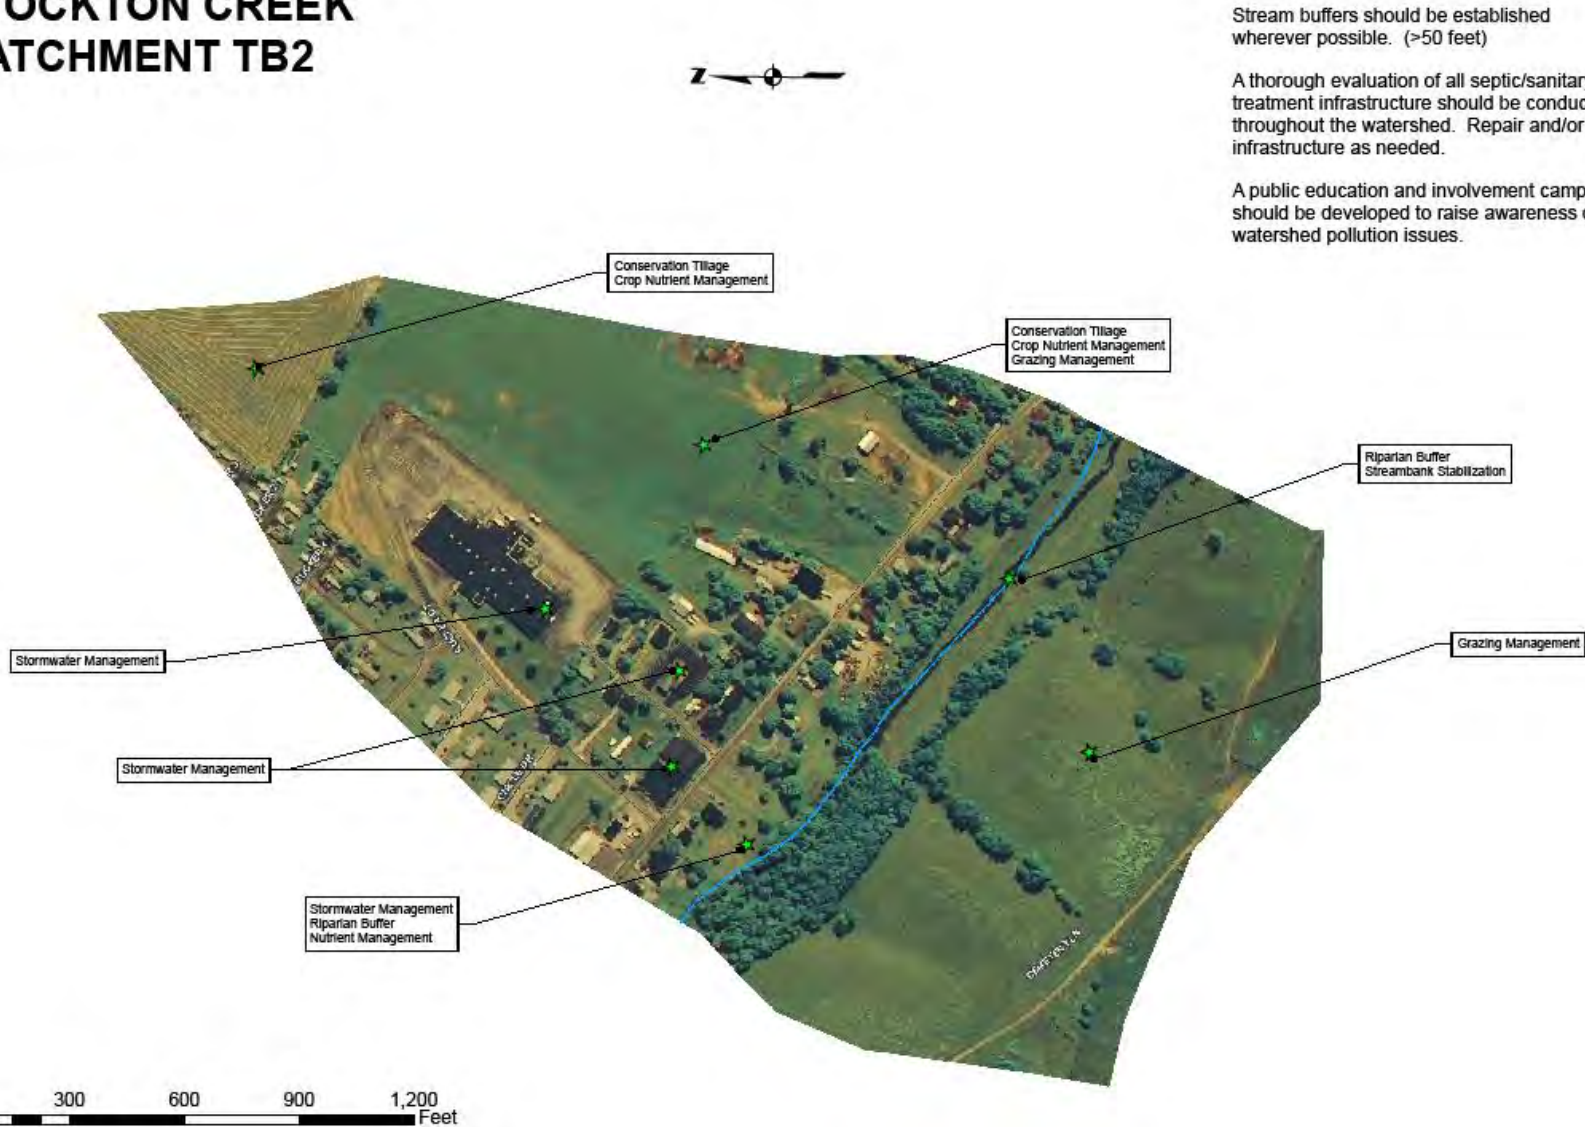 OCKTON CREEK
ATCHMENT TB2
Z
Stream buffers should be established
wherever possible. (>50 feet)
A thorough evaluation of all septic/sanitary
treatment infrastructure should be conduc
throughout the watershed. Repair and/or
infrastructure as needed.
A public education and involvement camp
should be developed to raise awareness o
watershed pollution issues.
Conservation Tillage
Crop Nutrient Management
Conservation Tillage
Crop Nutrient Management
Grazing Management
Riparian Buffer
Streambank Stabilization
Stormwater Management
Grazing Management
Stormwater Management
Stormwater Management
Riparian Buffer
Nutrient Management
300 600 900 1,200
Feet